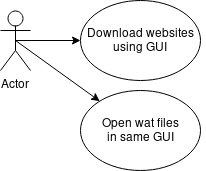 Download websites
using GUI
Actor
Open wat files
in same GUI